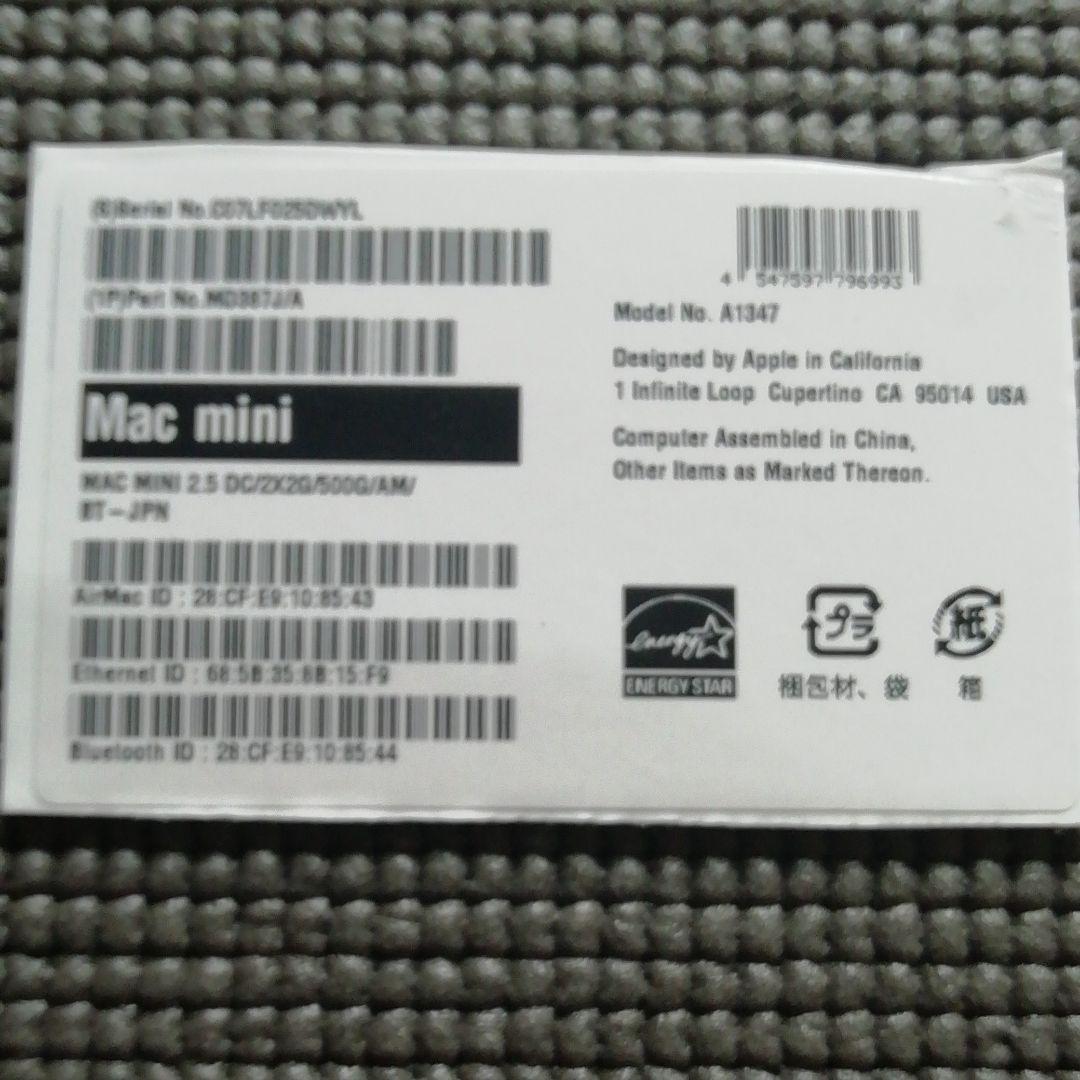 (S)Serial No.C07LF025DWYL
(1P)Part No.MD387J/A
Mac mini
MAC MINI 2.5 DC/2X2G/500G/AM/
BT-JPN
AirMac ID : 28:CF:E9:10:85:43
Ethernet ID : 68:5B:35:8B:15:F9
Bluetooth ID : 28:CF:E9:10:85:44
4 547597 796993
Model No. A1347
Designed by Apple in California
1 Infinite Loop Cupertino CA 95014 USA
Computer Assembled in China,
Other Items as Marked Thereon.
energy
ENERGY STAR
プラ
梱包材、袋
紙
箱